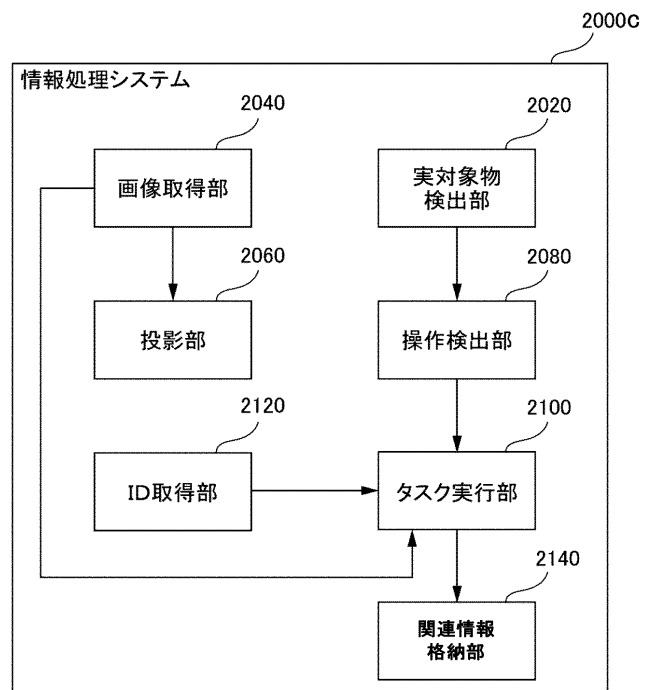 2000C
情報処理システム
2040
2020
画像取得部
実対象物
検出部
2060
2080
投影部
操作検出部
2120
2100
ID取得部
タスク実行部
2140
関連情報
格納部